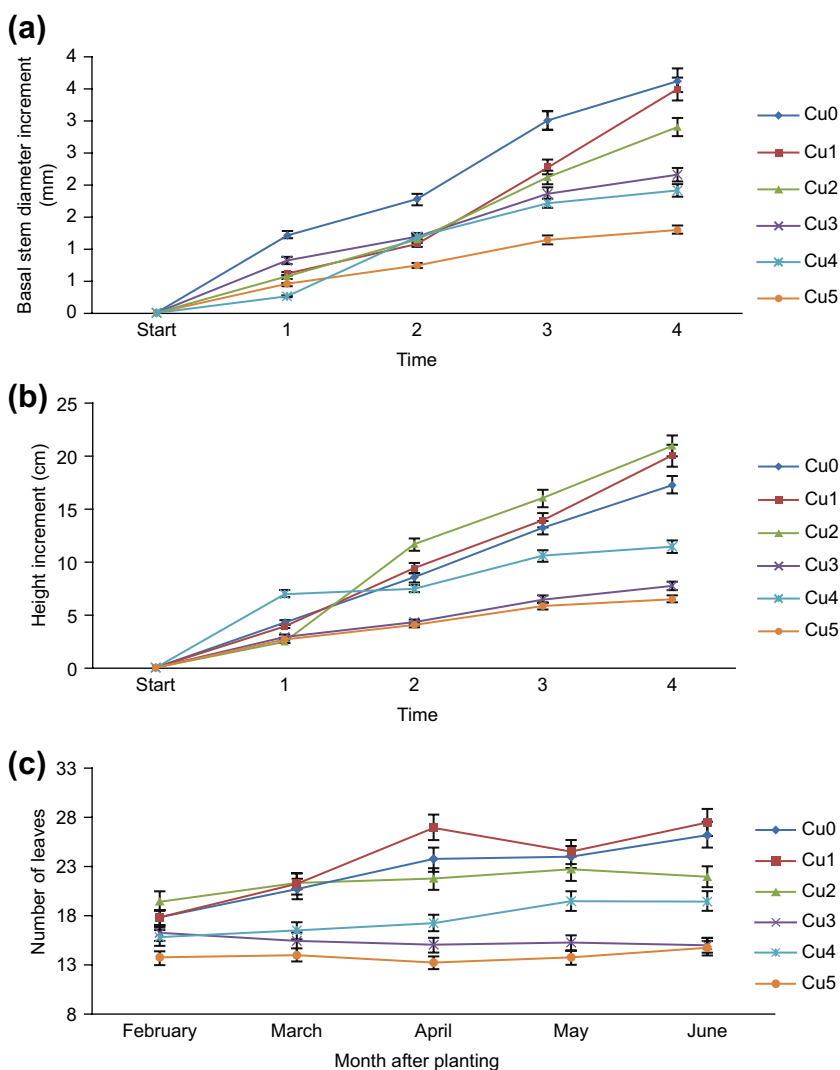 (a)
Basal stem diameter increment
(mm)
4
4
3
3
2
2
1
1
0
Start 1 2 3 4
Time
Cu0
Cu1
Cu2
Cu3
Cu4
Cu5
(b)
Height increment (cm)
25
20
15
10
5
0
Start 1 2 3 4
Time
Cu0
Cu1
Cu2
Cu3
Cu4
Cu5
(c)
Number of leaves
33
28
23
18
13
8
February March April May June
Month after planting
Cu0
Cu1
Cu2
Cu3
Cu4
Cu5